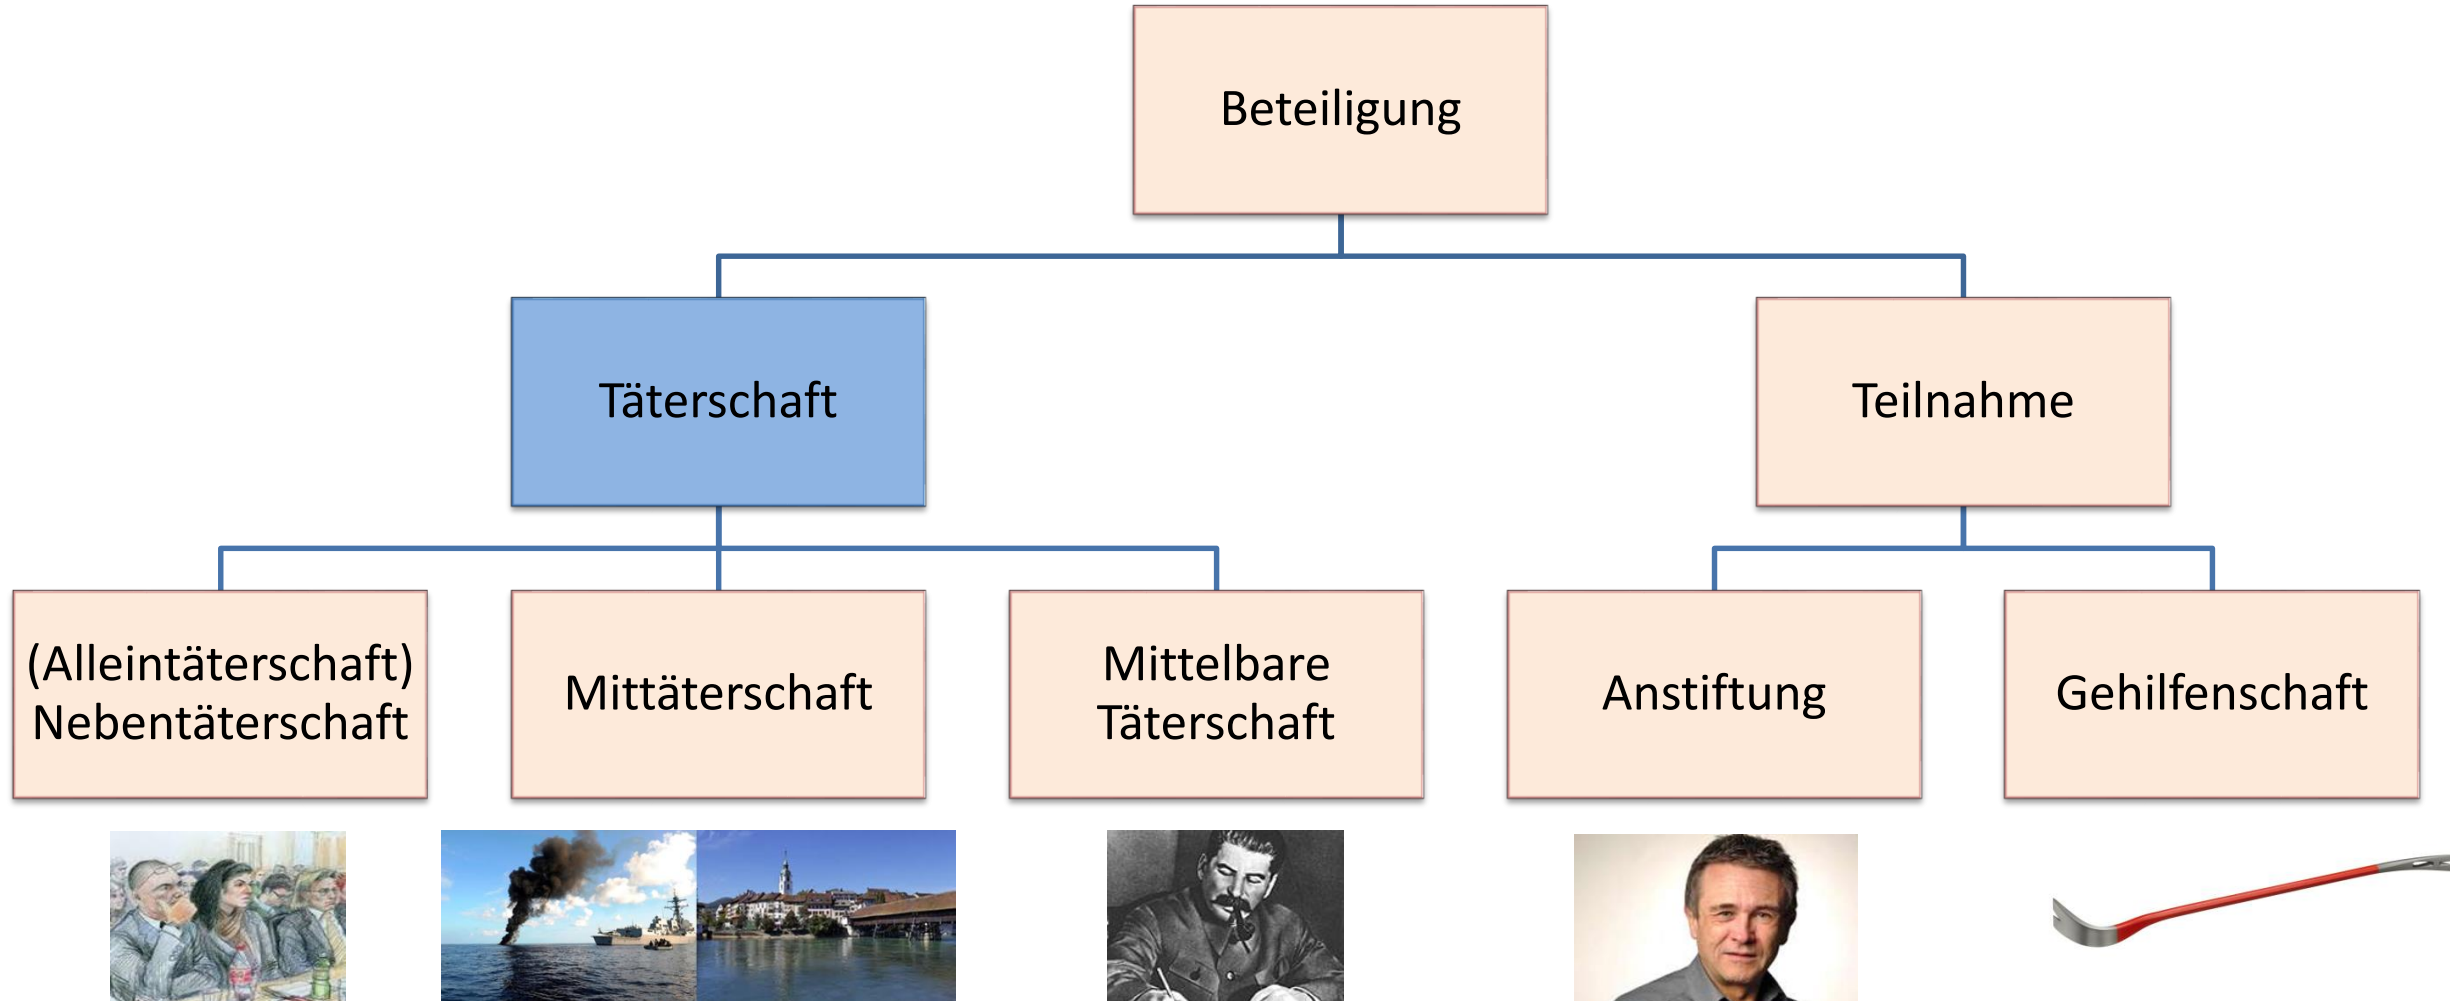 Beteiligung
Täterschaft
Teilnahme
(Alleintäterschaft)
Nebentäterschaft
Mittäterschaft
Mittelbare
Täterschaft
Anstiftung
Gehilfenschaft